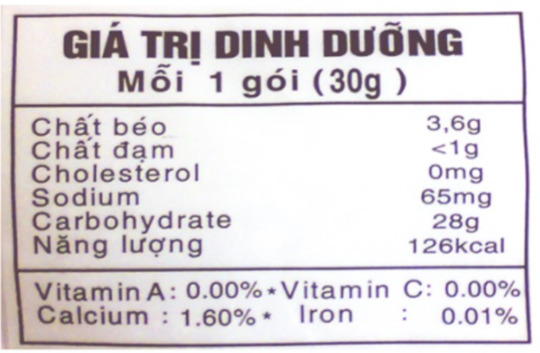 GIÁ TRỊ DINH DƯỠNG
Mỗi 1 gói (30g )
Chất béo 3,6g
Chất đạm <1g
Cholesterol 0mg
Sodium 65mg
Carbohydrate 28g
Năng lượng 126kcal
Vitamin A: 0.00% * Vitamin C: 0.00%
Calcium : 1.60% * Iron : 0.01%